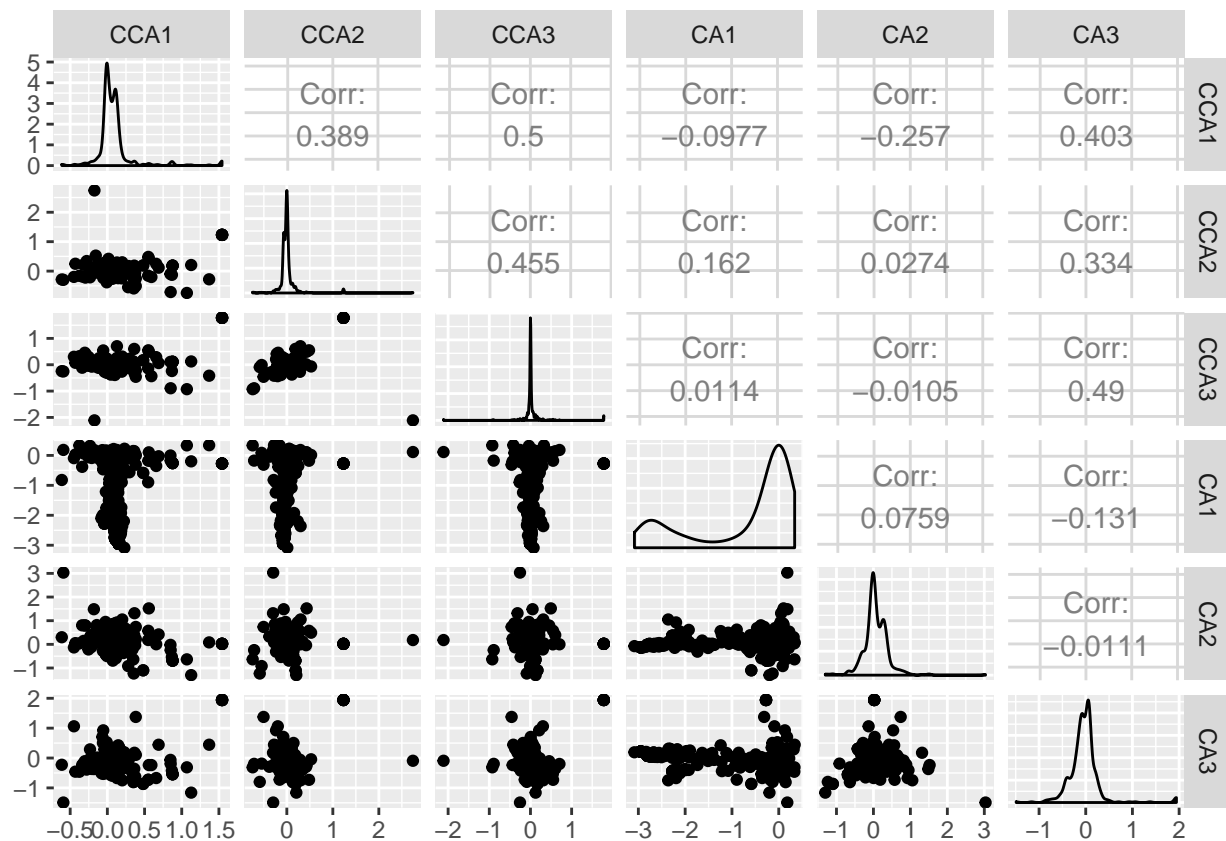 CCA1 CCA2 CCA3 CA1 CA2 CA3
5
4
3
2
1
0
Corr:
0.389
Corr:
0.5
Corr:
−0.0977
Corr:
−0.257
Corr:
0.403
CCA1
2
1
0
Corr:
0.455
Corr:
0.162
Corr:
0.0274
Corr:
0.334
CCA2
1
0
−1
−2
Corr:
0.0114
Corr:
−0.0105
Corr:
0.49
CCA3
0
−1
−2
−3
Corr:
0.0759
Corr:
−0.131
CA1
3
2
1
0
−1
Corr:
−0.0111
CA2
2
1
0
−1
CA3
−0.5 0.0 0.5 1.0 1.5 0 1 2 −2 −1 0 1 −3 −2 −1 0 −1 0 1 2 3 −1 0 1 2